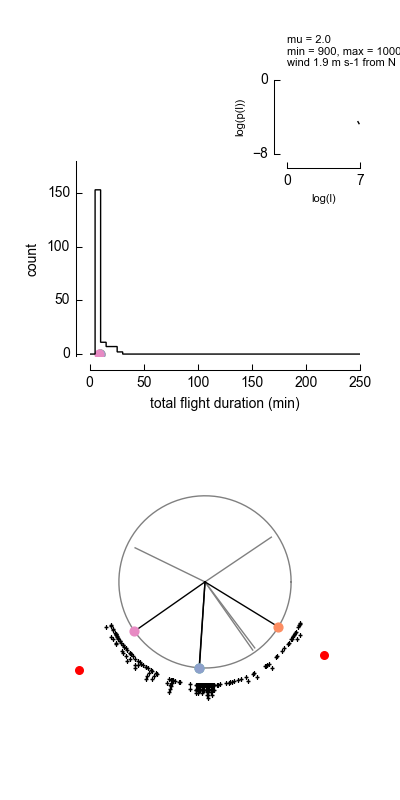 mu = 2.0
min = 900, max = 1000
wind 1.9 m s-1 from N
0
log(p(l))
−8
0
7
log(l)
150
100
50
0
count
0
50
100
150
200
250
total flight duration (min)